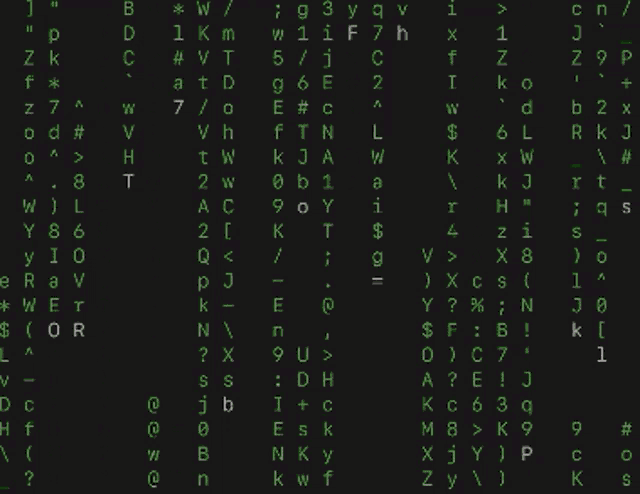 ] " B * W / ; g 3 y q v i > c n /
" p D l K m w 1 i F 7 h x 1 J ` _
Z k C # V T 5 / j C f Z Z 9 P
f * ` a t D g 6 E 2 I k o ' ` +
z 7 ^ w 7 / o E # c ^ w ` d b 2 x
o d # V V h f T N L $ 6 L R k J
o ^ > H t W k J A W K x W _ \ #
^ . 8 T 2 w 0 b 1 a \ k J r t _
W ) L A C 9 o Y i r H z ; q s
Y 8 6 2 [ K T $ 4 " i s _
y I O Q < / ; g V > X 8 ) o
e R a V p J – . = ) X c s ( l ^
* W E r k – E @ Y ? % ; N J 0
$ ( O R N \ n , $ F : B ! k [
L ^ ? X 9 U > O ) C 7 ' l
v – s s : D H A ? E ! J
D c @ j b I + c K c 6 3 q
H f @ 0 E s k M 8 > K 9 9 #
\ ( w B N K y X j Y ) P c o
_ ? @ n k w f Z y \ ) K s